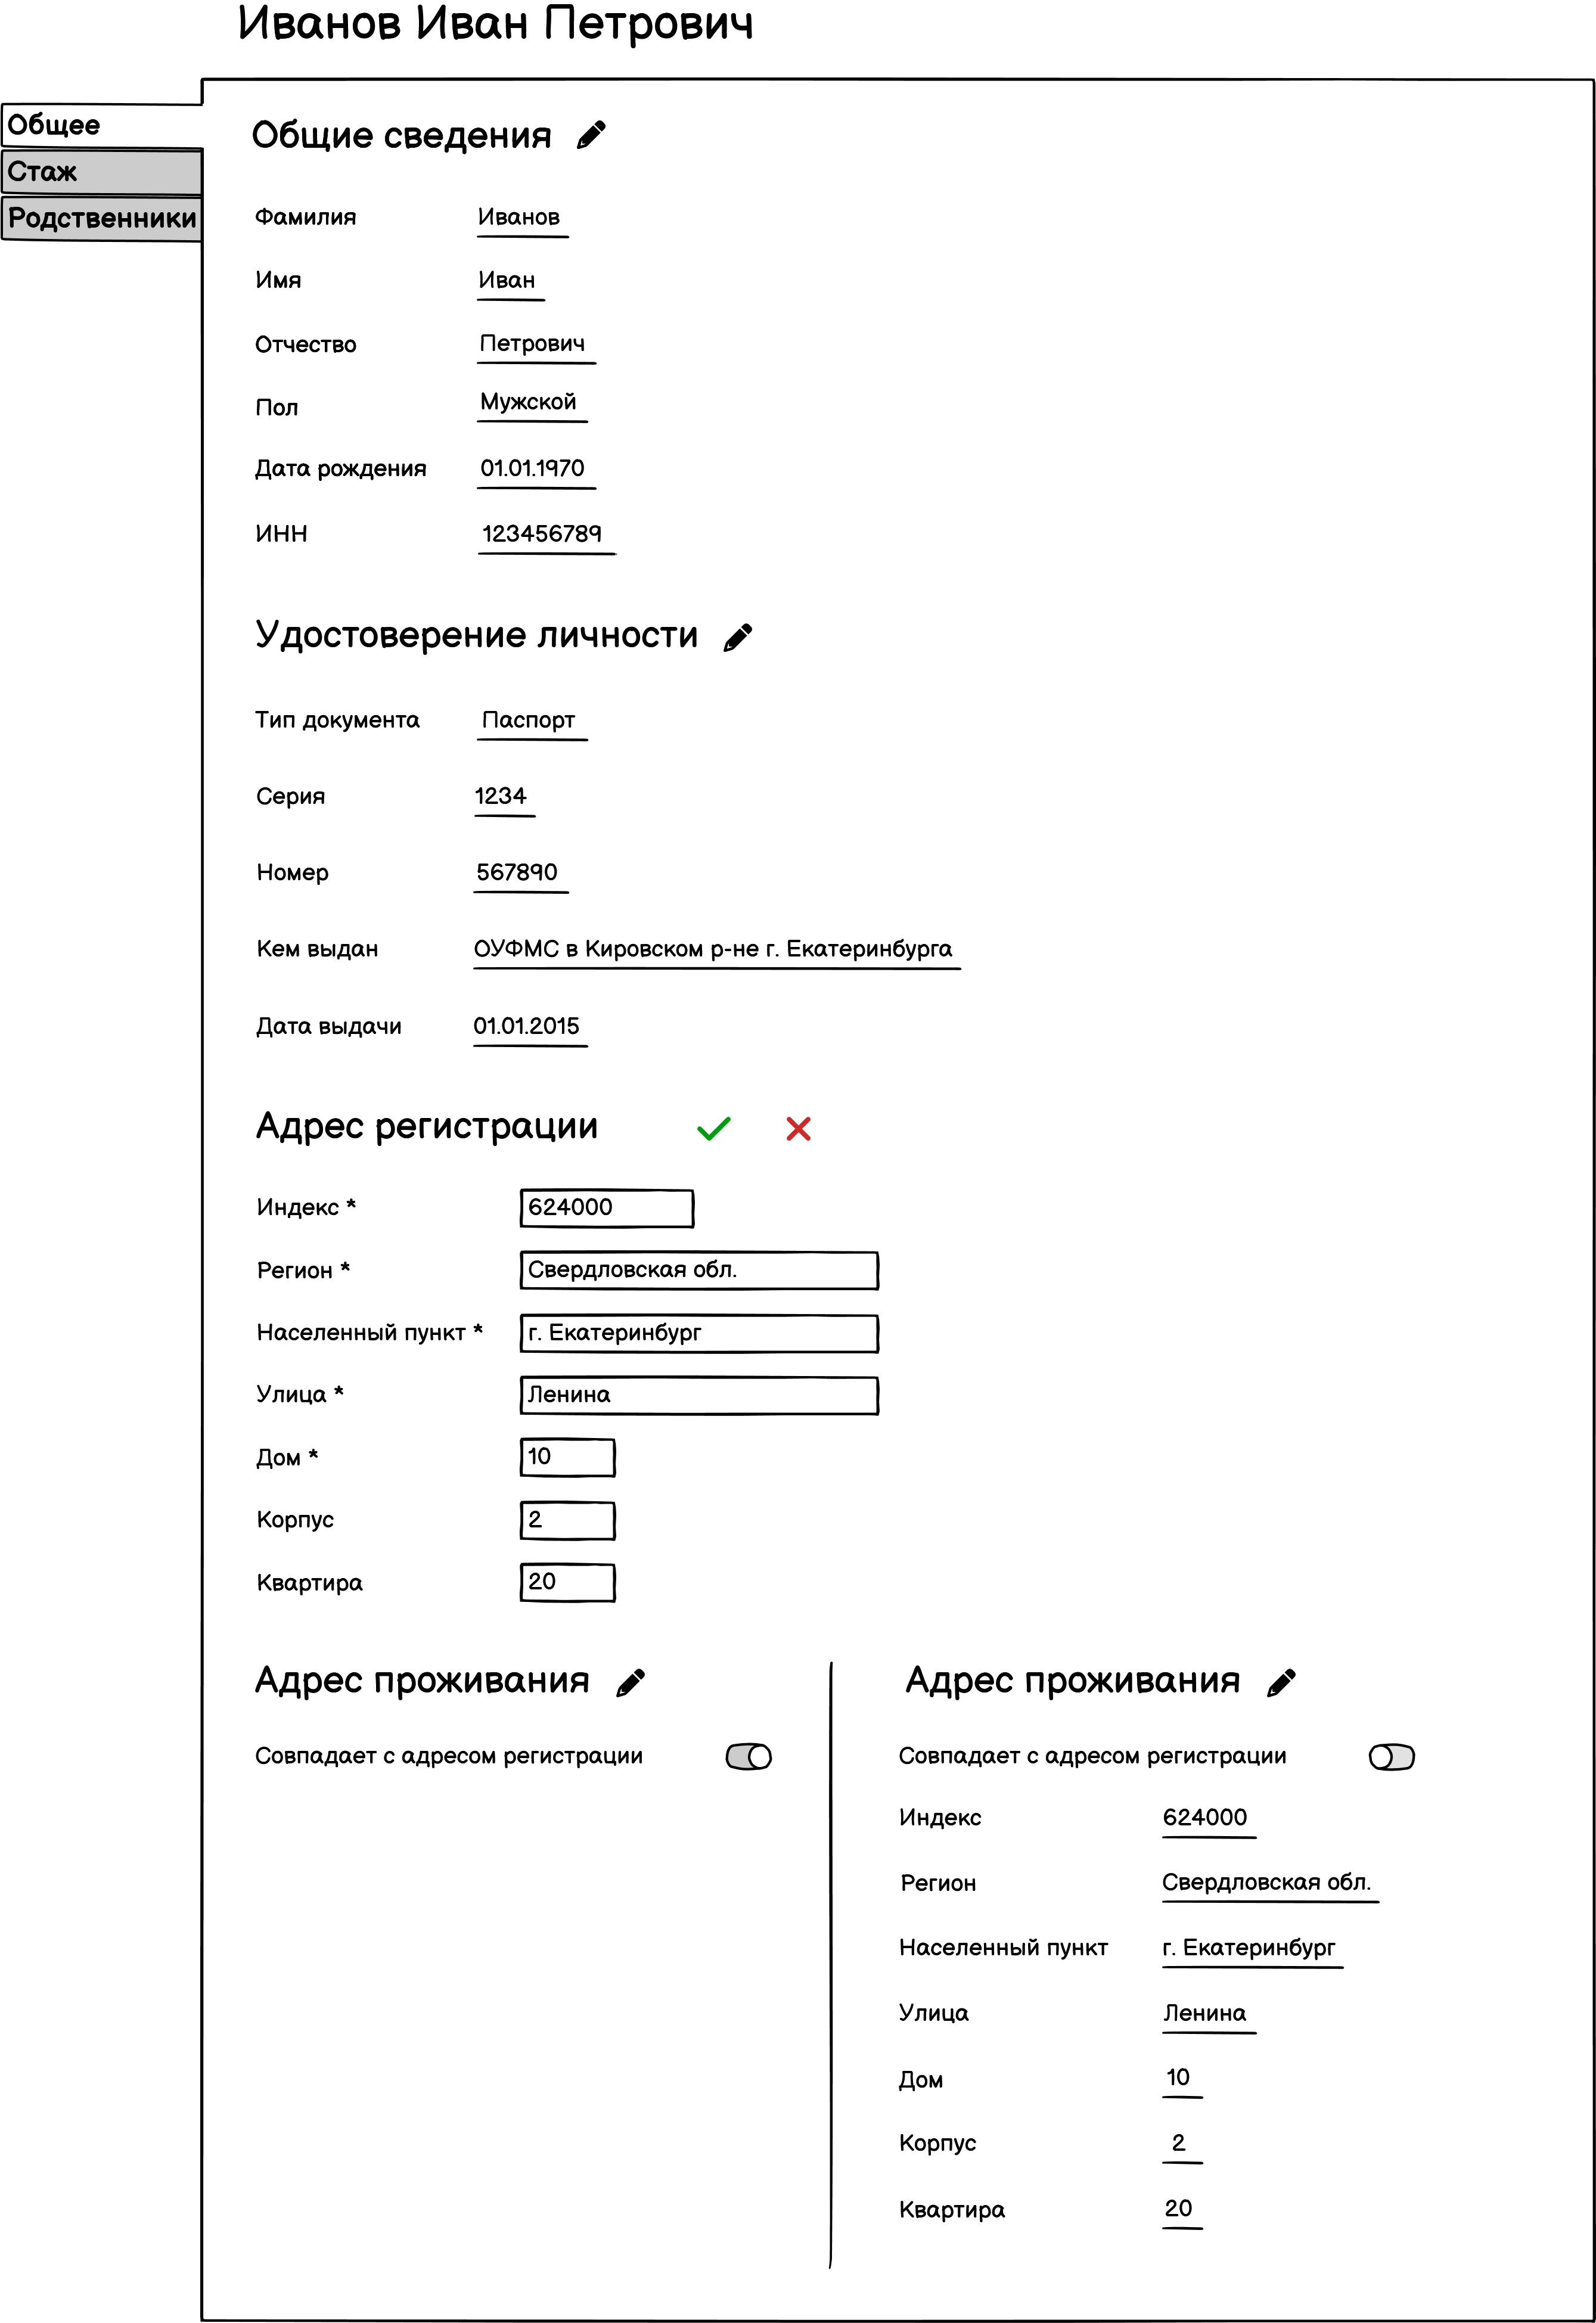 Иванов Иван Петрович
Общее
Стаж
Родственники
Общие сведения
Фамилия Иванов
Имя Иван
Отчество Петрович
Пол Мужской
Дата рождения 01.01.1970
ИНН 123456789
Удостоверение личности
Тип документа Паспорт
Серия 1234
Номер 567890
Кем выдан ОУФМС в Кировском р-не г. Екатеринбурга
Дата выдачи 01.01.2015
Адрес регистрации
Индекс * 624000
Регион * Свердловская обл.
Населенный пункт * г. Екатеринбург
Улица * Ленина
Дом * 10
Корпус 2
Квартира 20
Адрес проживания
Совпадает с адресом регистрации
Адрес проживания
Совпадает с адресом регистрации
Индекс 624000
Регион Свердловская обл.
Населенный пункт г. Екатеринбург
Улица Ленина
Дом 10
Корпус 2
Квартира 20